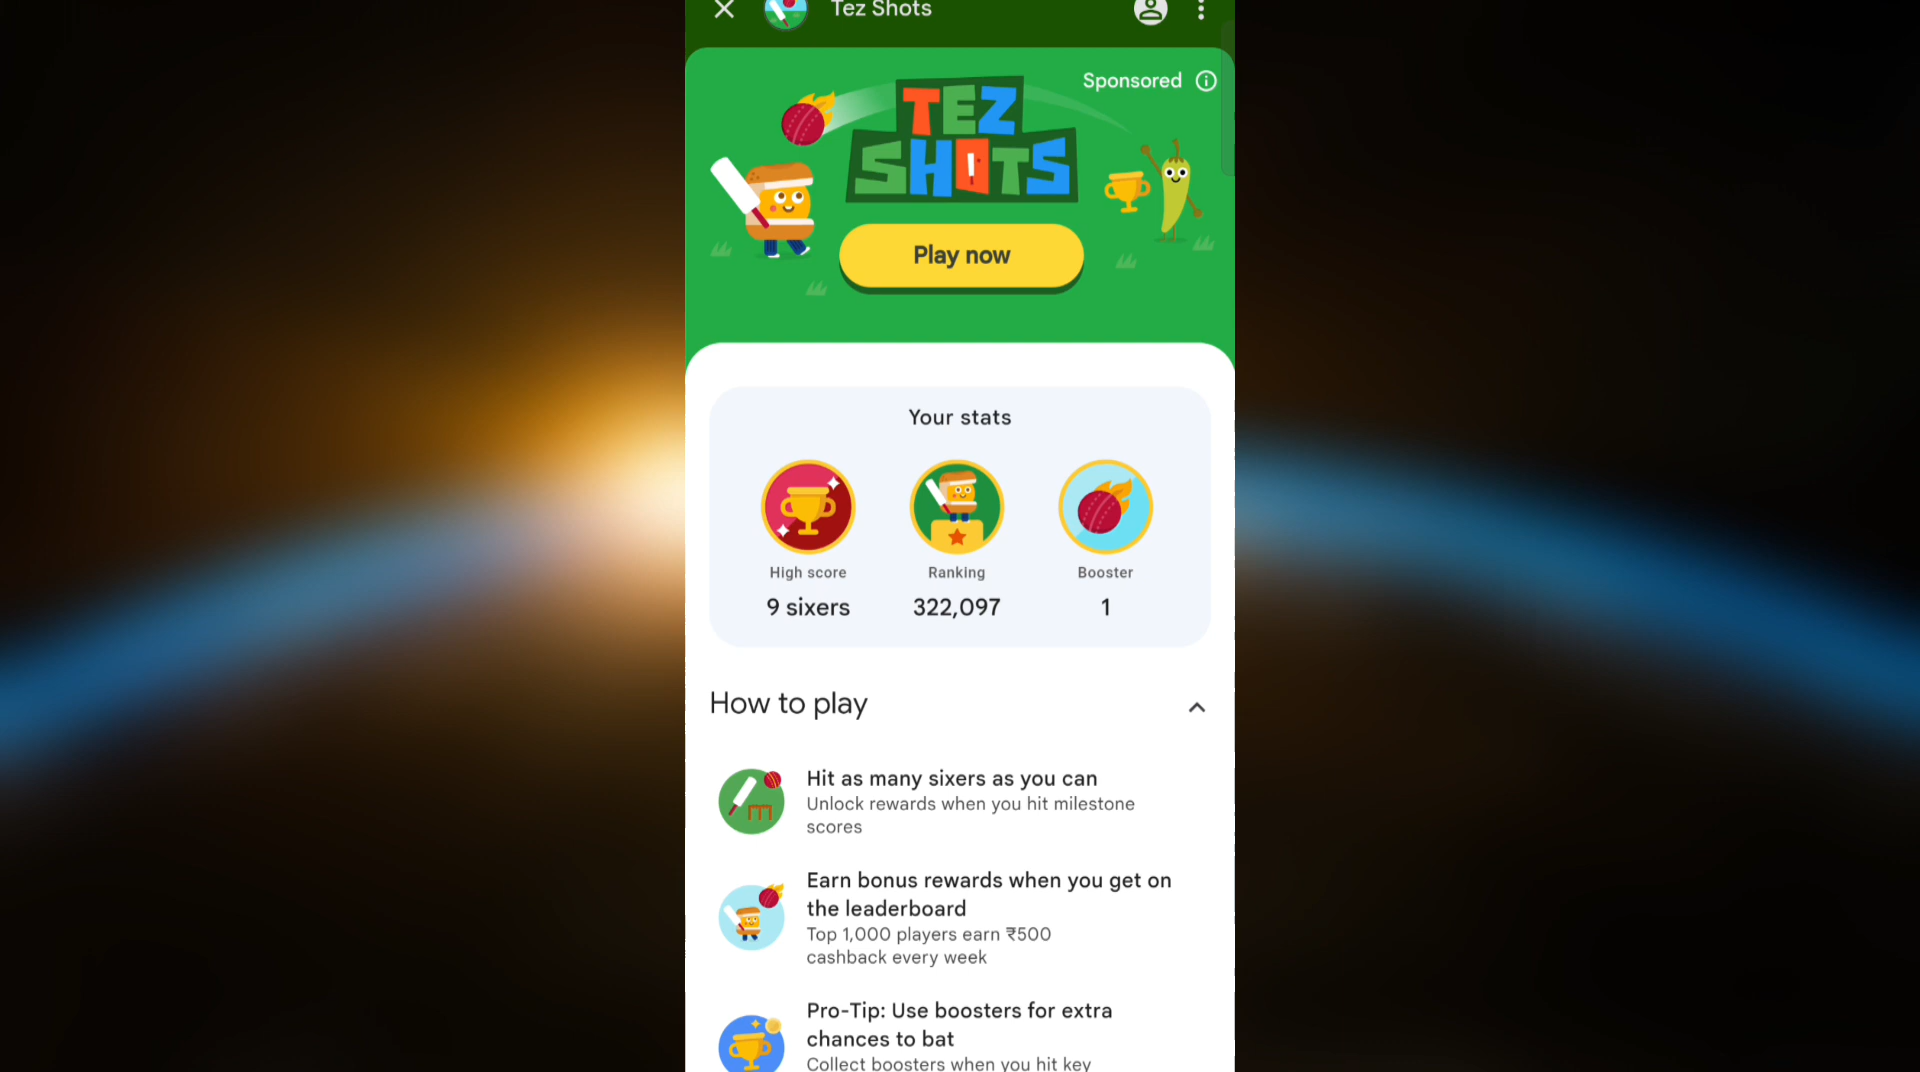 Tez Shots
Sponsored
TEZ
SHOTS
Play now
Your stats
High score
Ranking
Booster
9 sixers
322,097
1
How to play
Hit as many sixers as you can
Unlock rewards when you hit milestone
scores
Earn bonus rewards when you get on
the leaderboard
Top 1,000 players earn ₹500
cashback every week
Pro-Tip: Use boosters for extra
chances to bat
Collect boosters when you hit key